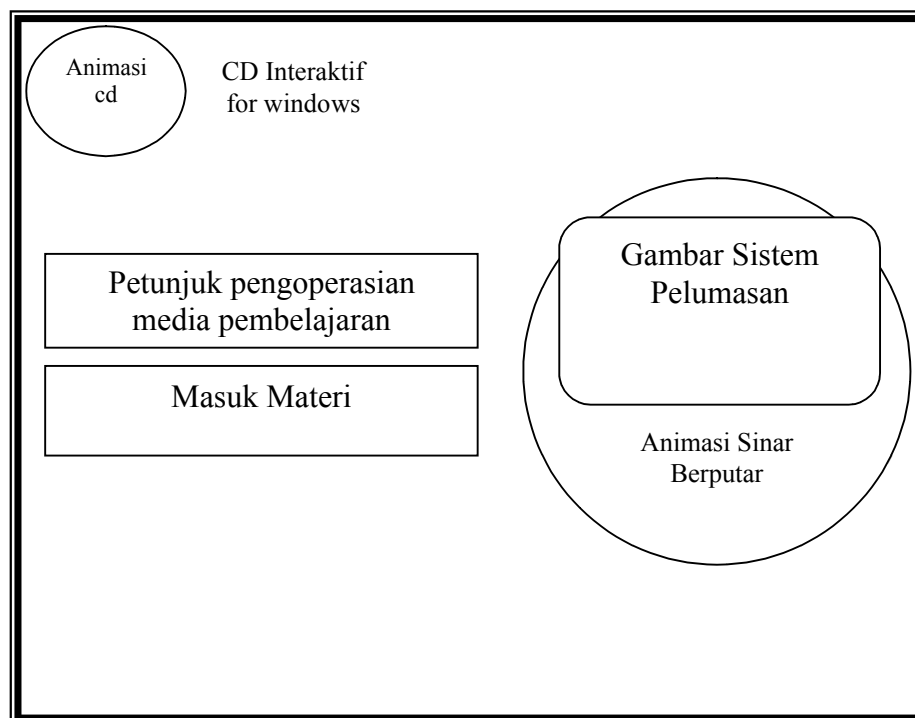 Animasi
cd
CD Interaktif
for windows
Petunjuk pengoperasian
media pembelajaran
Masuk Materi
Gambar Sistem
Pelumasan
Animasi Sinar
Berputar